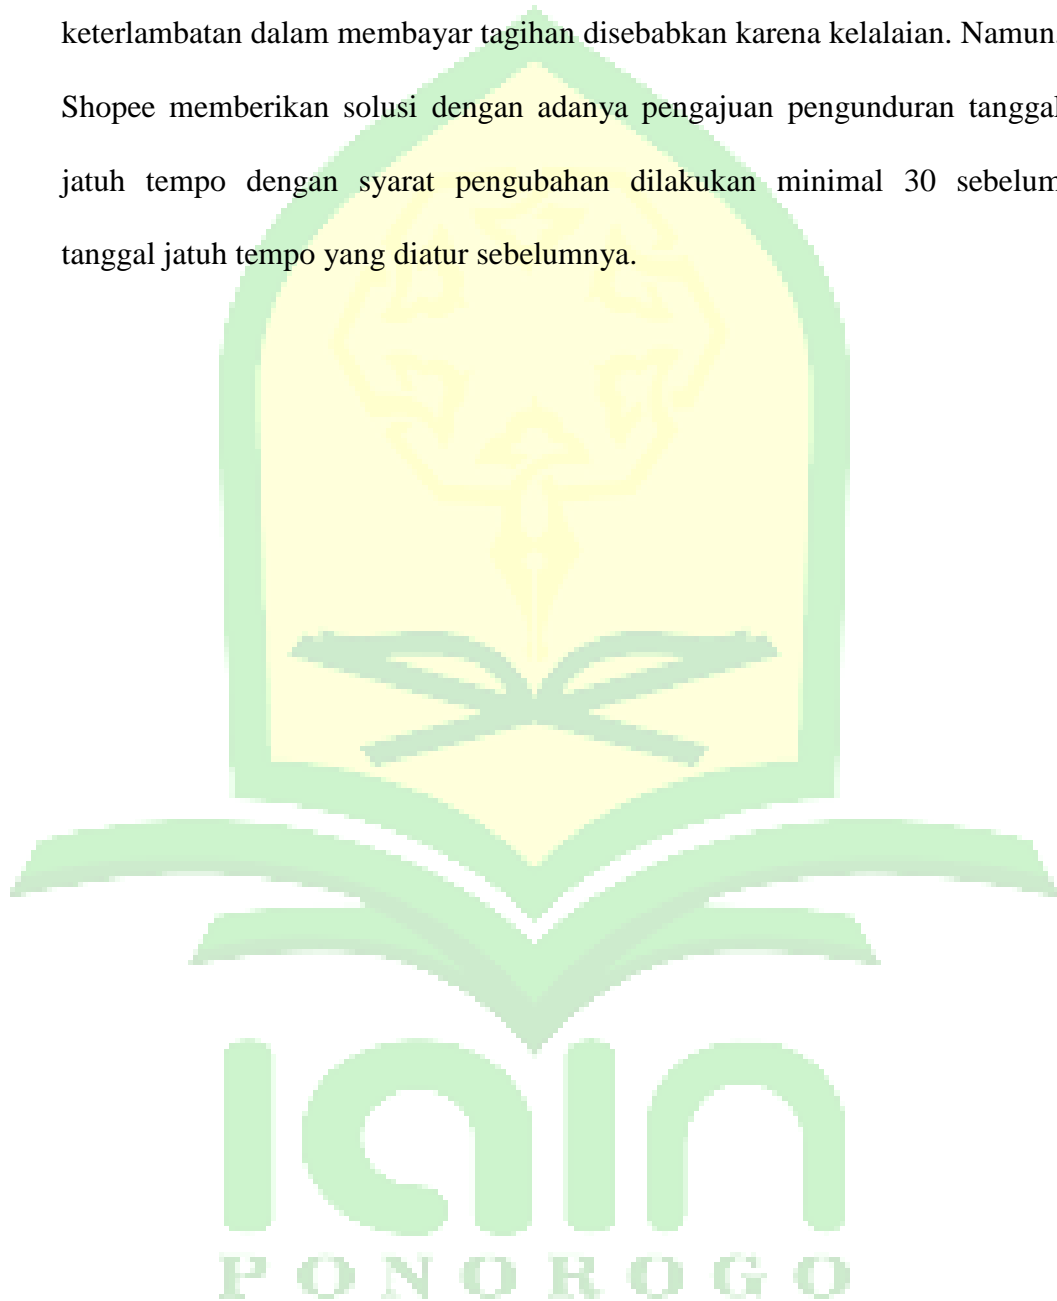 keterlambatan dalam membayar tagihan disebabkan karena kelalaian. Namun.
Shopee memberikan solusi dengan adanya pengajuan pengunduran tanggal
jatuh tempo dengan syarat pengubahan dilakukan minimal 30 sebelum
tanggal jatuh tempo yang diatur sebelumnya.
iain
PONOROGO